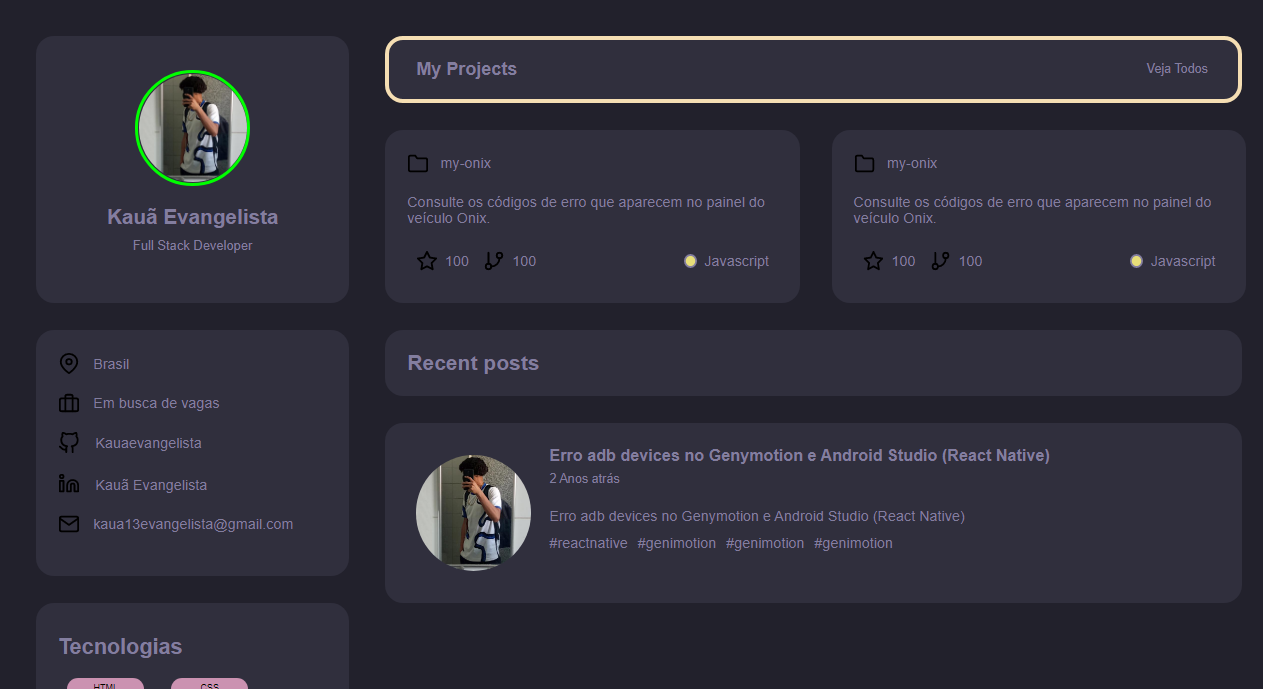 Kauã Evangelista
Full Stack Developer
Brasil
Em busca de vagas
Kauaevangelista
Kauã Evangelista
kaua13evangelista@gmail.com
Tecnologias
HTML
CSS
My Projects
Veja Todos
my-onix
Consulte os códigos de erro que aparecem no painel do
veículo Onix.
100
100
Javascript
my-onix
Consulte os códigos de erro que aparecem no painel do
veículo Onix.
100
100
Javascript
Recent posts
Erro adb devices no Genymotion e Android Studio (React Native)
2 Anos atrás
Erro adb devices no Genymotion e Android Studio (React Native)
#reactnative #genimotion #genimotion #genimotion